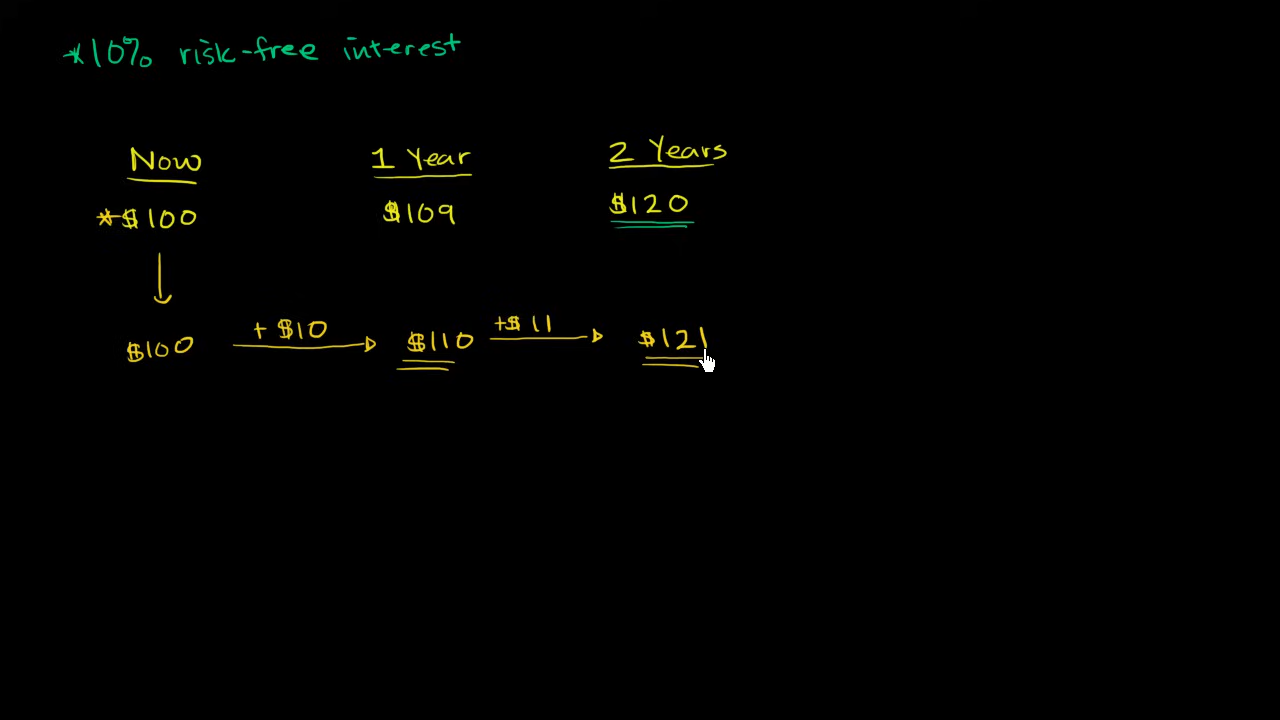 *10% risk-free interest
Now 1 Year 2 Years
*$100 $109 $120
+ $10 +$ 11
$100 $110 $121